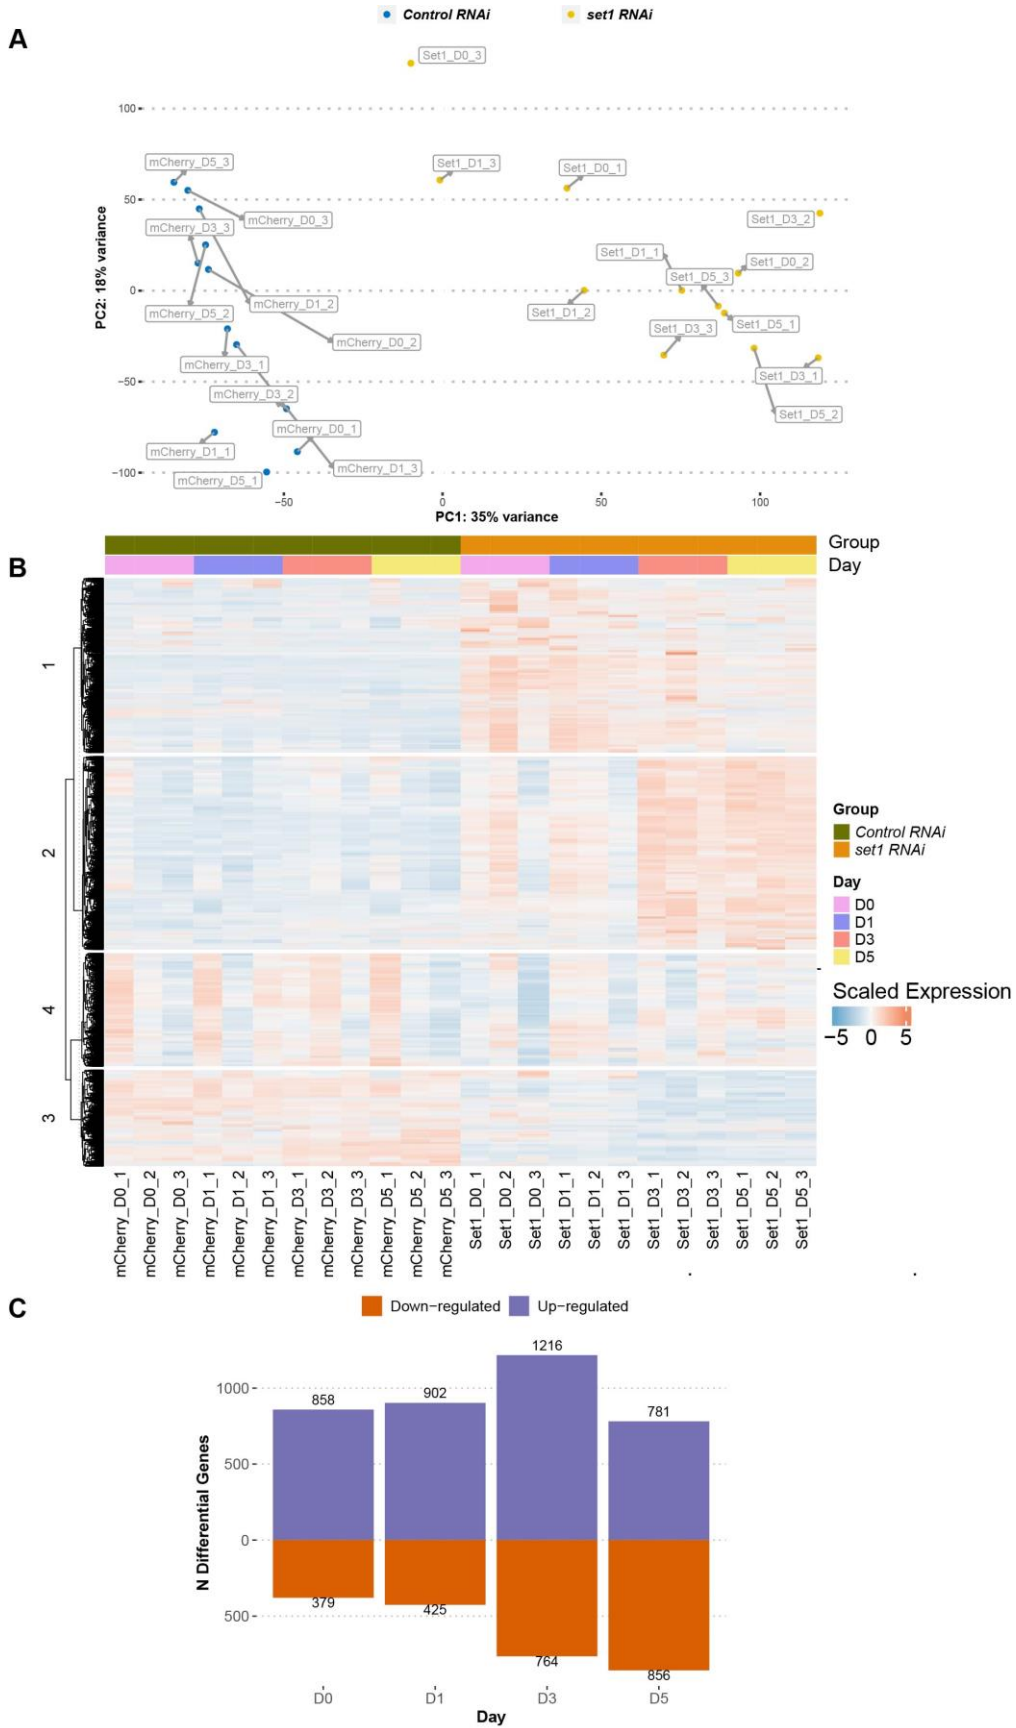 Control RNAi set1 RNAi
A
Set1_D0_3
100
mCherry_D5_3 Set1_D1_3 Set1_D0_1
50
mCherry_D0_3 Set1_D3_2
mCherry_D3_3
Set1_D1_1 Set1_D0_2
Set1_D5_3
0
mCherry_D1_2
mCherry_D5_2 Set1_D1_2 Set1_D5_1
Set1_D3_3
mCherry_D0_2
mCherry_D3_1
Set1_D3_1
−50
mCherry_D3_2
Set1_D5_2
mCherry_D0_1
mCherry_D1_1
mCherry_D1_3
−100
mCherry_D5_1
PC2: 18% variance
−50 0 50 100
PC1: 35% variance
B
Group
Day
1
2
4
3
Group
Control RNAi
set1 RNAi
Day
D0
D1
D3
D5
Scaled Expression
−5 0 5
mCherry_D0_1
mCherry_D0_2
mCherry_D0_3
mCherry_D1_1
mCherry_D1_2
mCherry_D1_3
mCherry_D3_1
mCherry_D3_2
mCherry_D3_3
mCherry_D5_1
mCherry_D5_2
mCherry_D5_3
Set1_D0_1
Set1_D0_2
Set1_D0_3
Set1_D1_1
Set1_D1_2
Set1_D1_3
Set1_D3_1
Set1_D3_2
Set1_D3_3
Set1_D5_1
Set1_D5_2
Set1_D5_3
C
Down−regulated Up−regulated
1216
1000
858 902 781
500
0
379 425
500
764 856
N Differential Genes
D0 D1 D3 D5
Day